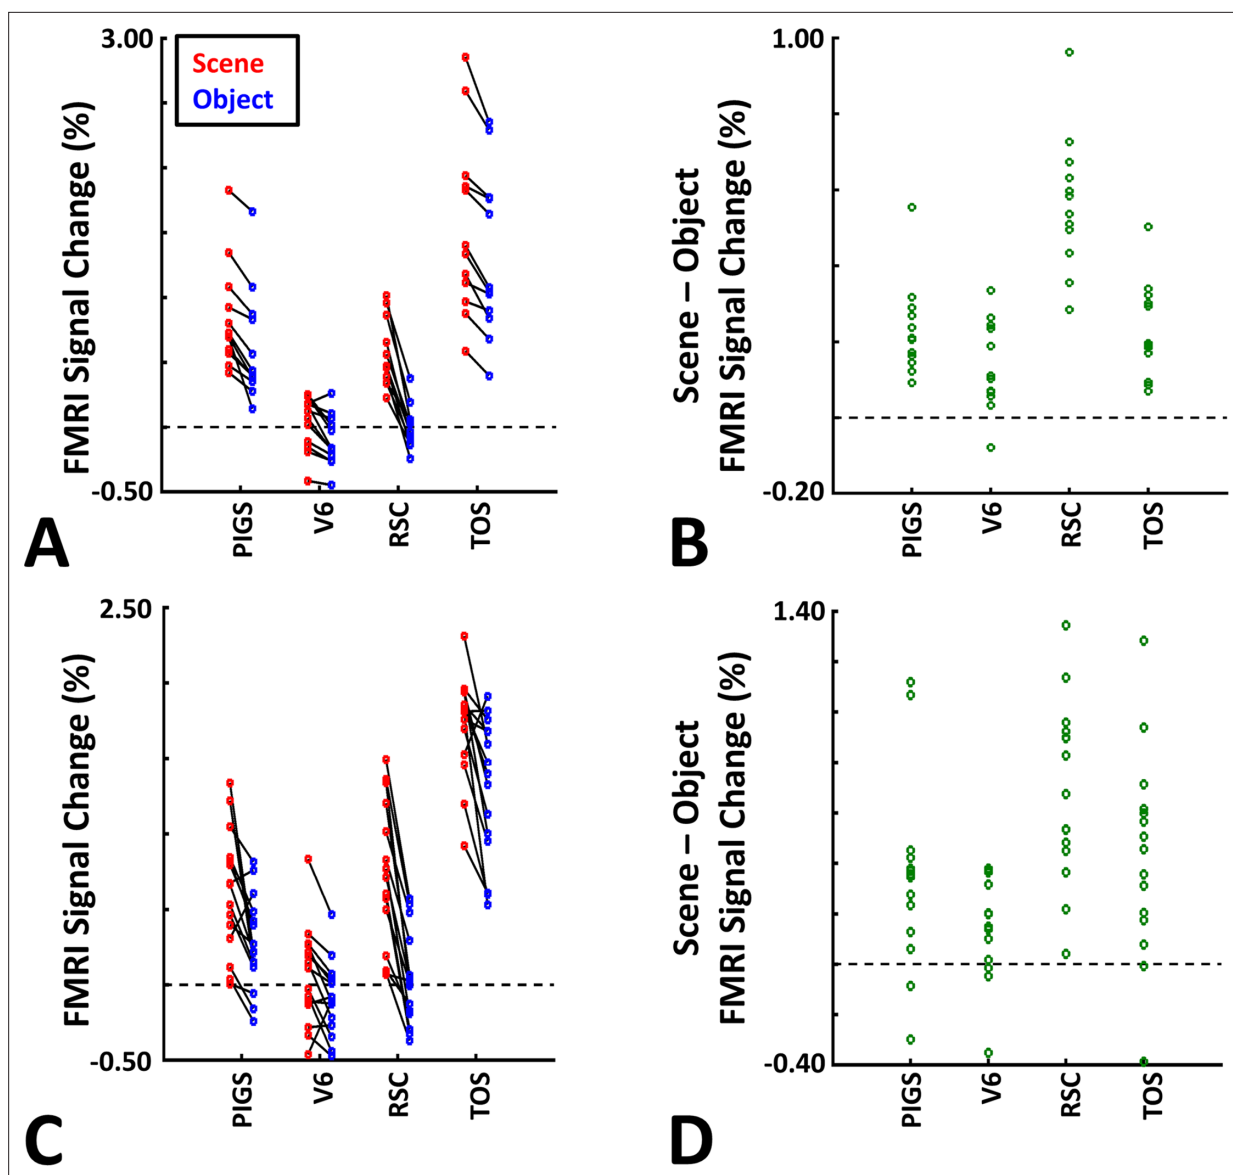 3.00
Scene
Object
FMRI Signal Change (%)
-0.50
PIGS
V6
RSC
TOS
A
1.00
Scene – Object
FMRI Signal Change (%)
-0.20
PIGS
V6
RSC
TOS
B
2.50
FMRI Signal Change (%)
-0.50
PIGS
V6
RSC
TOS
C
1.40
Scene – Object
FMRI Signal Change (%)
-0.40
PIGS
V6
RSC
TOS
D